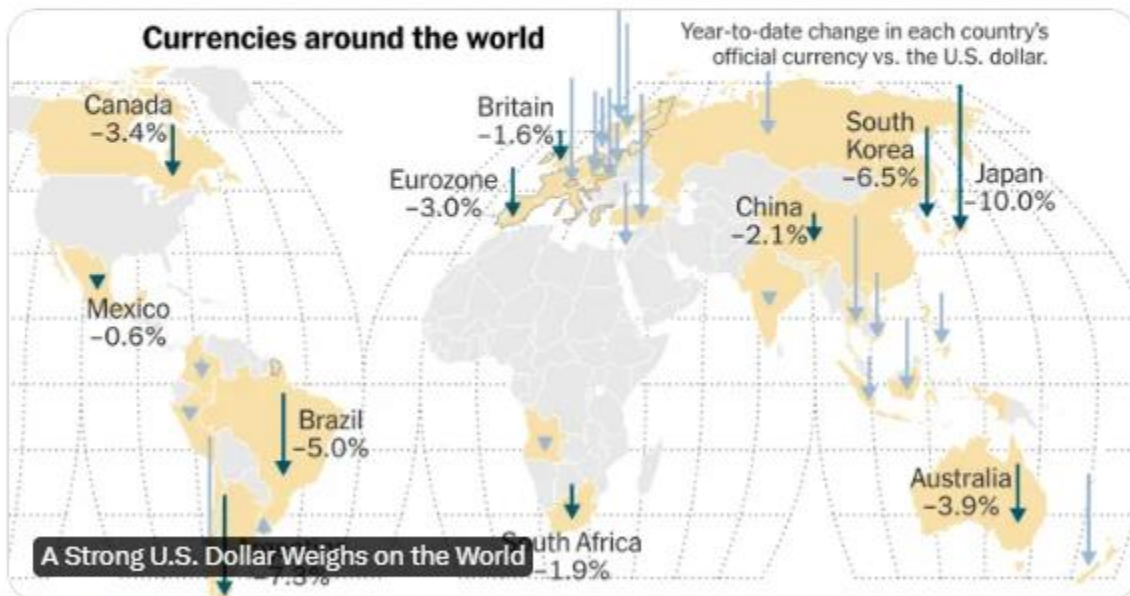 Currencies around the world
Year-to-date change in each country's
official currency vs. the U.S. dollar.
Canada
−3.4%
Britain
−1.6%
South
Korea
−6.5%
Japan
−10.0%
Eurozone
−3.0%
China
−2.1%
Mexico
−0.6%
Brazil
−5.0%
Australia
−3.9%
South Africa
−1.9%
−7.3%
A Strong U.S. Dollar Weighs on the World